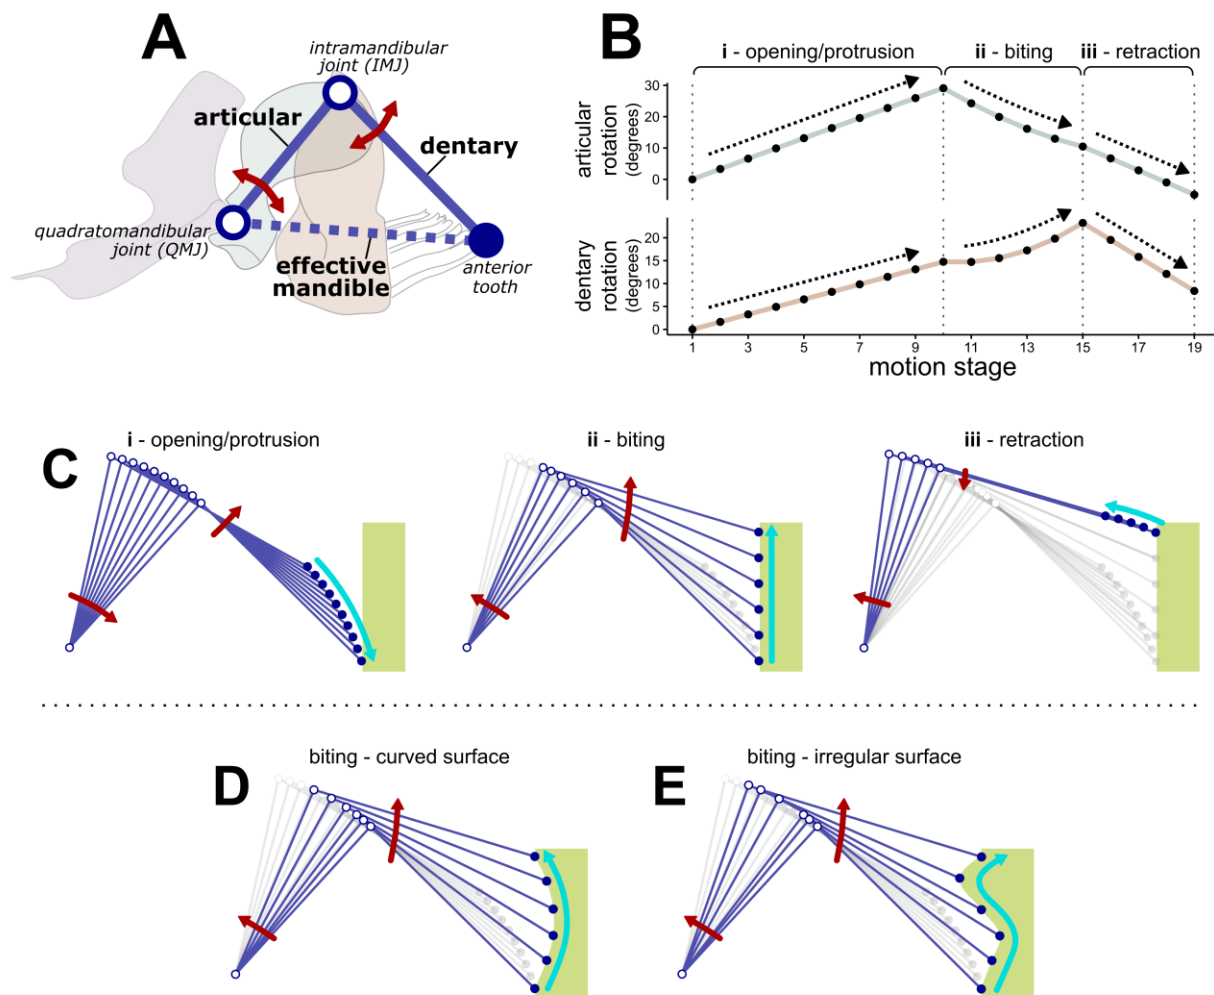 A
intramandibular
joint (IMJ)
articular
dentary
quadratomandibular
joint (QMJ)
effective
mandible
anterior
tooth
B
i - opening/protrusion
ii - biting
iii - retraction
articular
rotation
(degrees)
30
20
10
0
dentary
rotation
(degrees)
20
15
10
5
0
1
3
5
7
9
11
13
15
17
19
motion stage
C
i - opening/protrusion
ii - biting
iii - retraction
D
biting - curved surface
E
biting - irregular surface